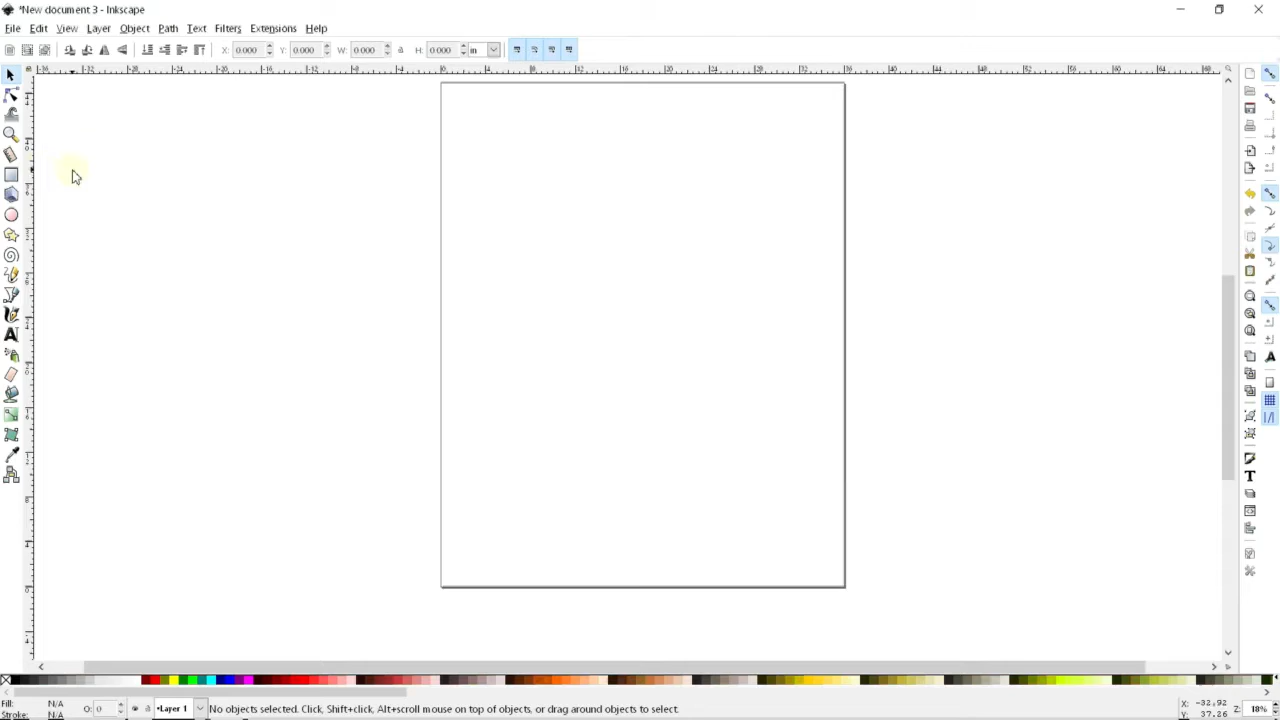 *New document 3 - Inkscape
File Edit View Layer Object Path Text Filters Extensions Help
X: 0.000 Y: 0.000 W: 0.000 H: 0.000 in
Fill: N/A O: 0 •Layer 1 No objects selected. Click, Shift+click, Alt+scroll mouse on top of objects, or drag around objects to select. X: -32.92 Z: 18%
Stroke: N/A Y: 37.26